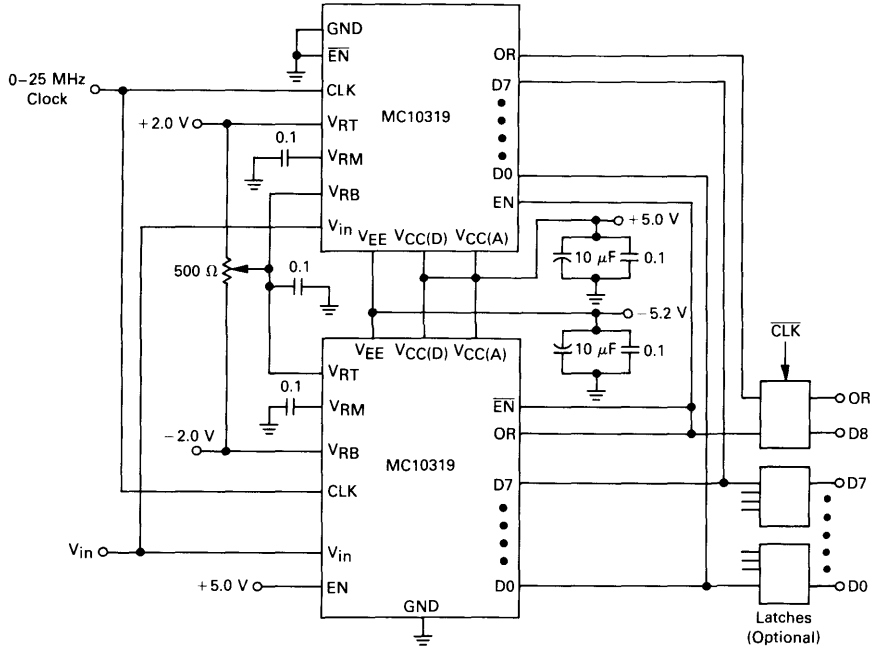 GND
EN
CLK
VRT
VRM
VRB
Vin
MC10319
OR
D7
D0
EN
VEE
VCC(D)
VCC(A)
0–25 MHz
Clock
+2.0 V
0.1
500 Ω
0.1
+5.0 V
10 μF
0.1
−5.2 V
10 μF
0.1
VEE
VCC(D)
VCC(A)
VRT
VRM
VRB
CLK
Vin
EN
MC10319
EN
OR
D7
D0
GND
0.1
−2.0 V
Vin
+5.0 V
CLK
OR
D8
D7
D0
Latches
(Optional)